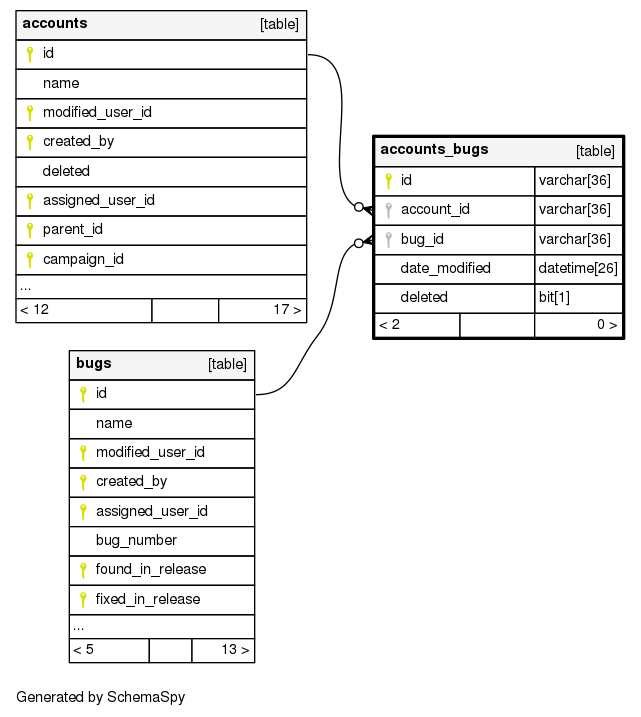 accounts [table]
id
name
modified_user_id
created_by
deleted
assigned_user_id
parent_id
campaign_id
...
< 12 17 >
accounts_bugs [table]
id varchar[36]
account_id varchar[36]
bug_id varchar[36]
date_modified datetime[26]
deleted bit[1]
< 2 0 >
bugs [table]
id
name
modified_user_id
created_by
assigned_user_id
bug_number
found_in_release
fixed_in_release
...
< 5 13 >
Generated by SchemaSpy